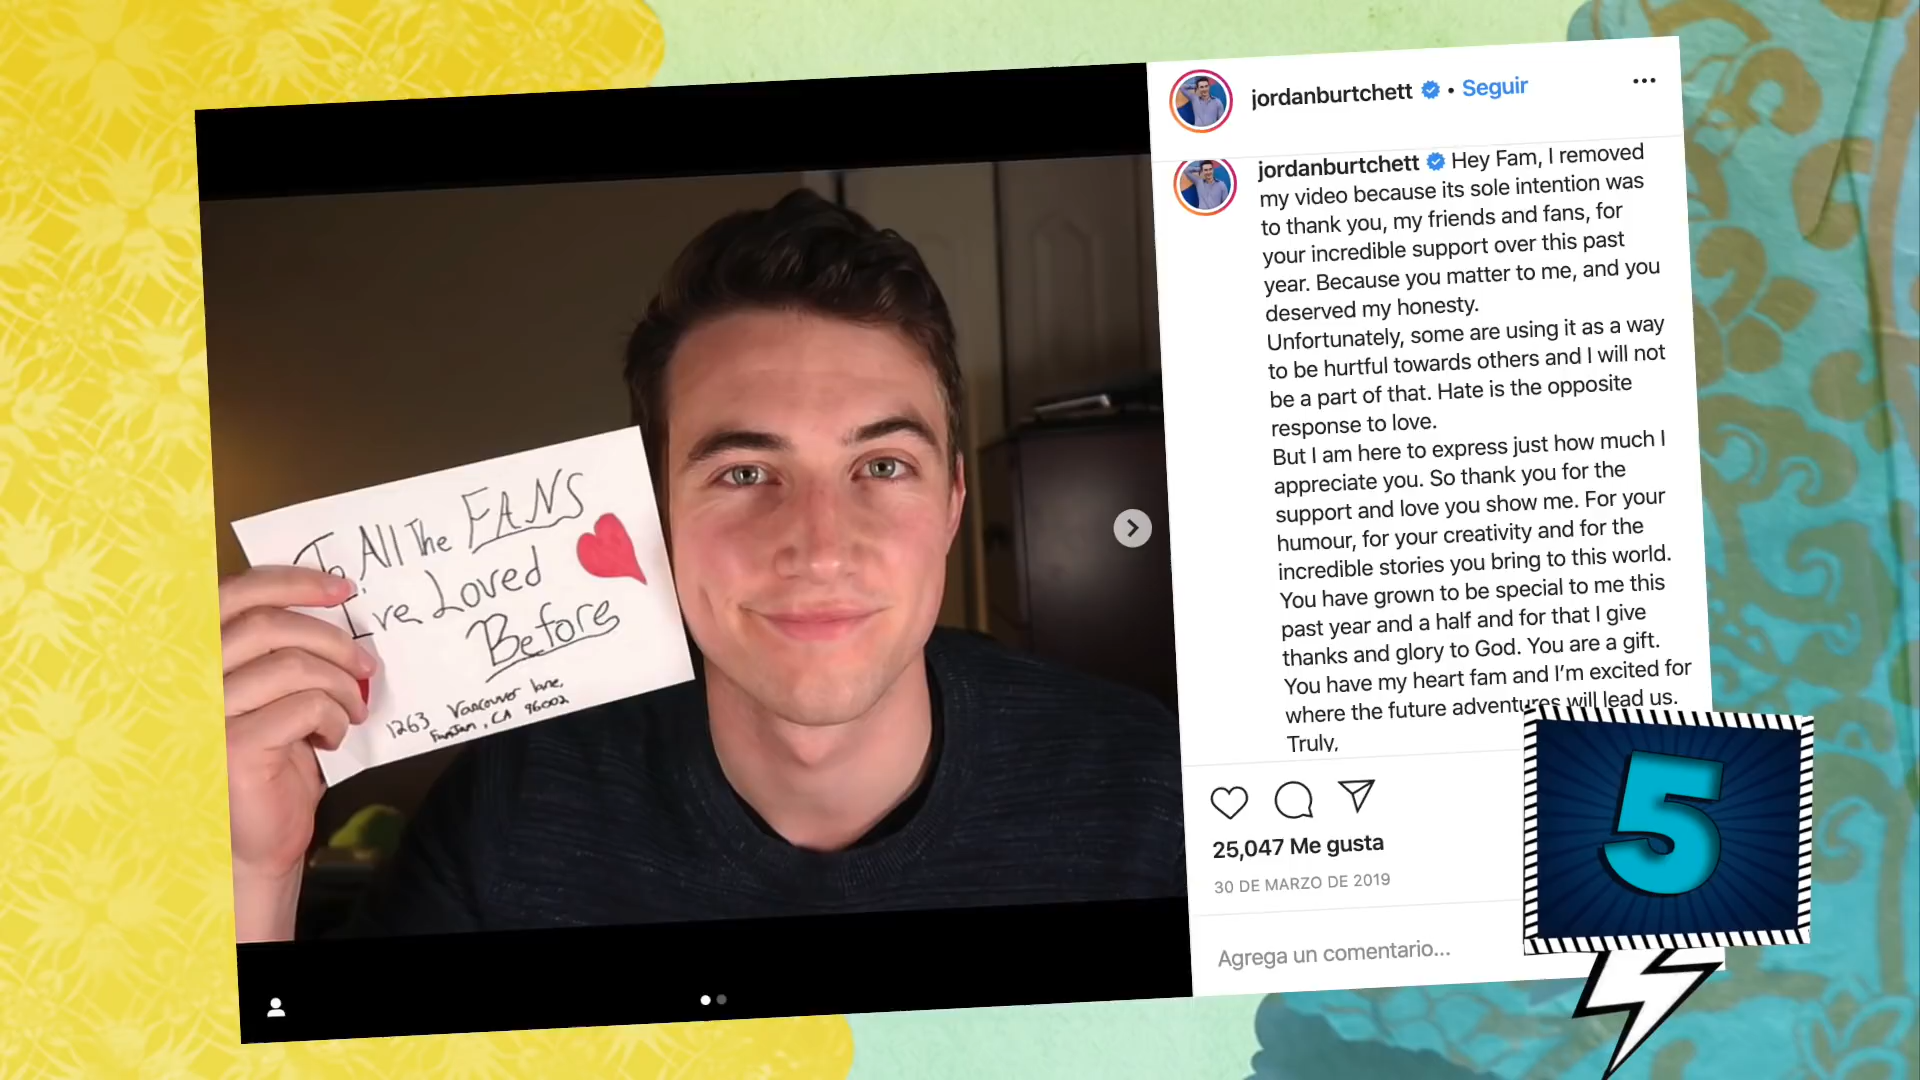 To All The FANS
I've Loved
Before
1263 Vancouver lane,
FamJam, CA 96002
jordanburtchett • Seguir
jordanburtchett Hey Fam, I removed
my video because its sole intention was
to thank you, my friends and fans, for
your incredible support over this past
year. Because you matter to me, and you
deserved my honesty.
Unfortunately, some are using it as a way
to be hurtful towards others and I will not
be a part of that. Hate is the opposite
response to love.
But I am here to express just how much I
appreciate you. So thank you for the
support and love you show me. For your
humour, for your creativity and for the
incredible stories you bring to this world.
You have grown to be special to me this
past year and a half and for that I give
thanks and glory to God. You are a gift.
You have my heart fam and I'm excited for
where the future adventures will lead us.
Truly.
25,047 Me gusta
30 DE MARZO DE 2019
Agrega un comentario...
5